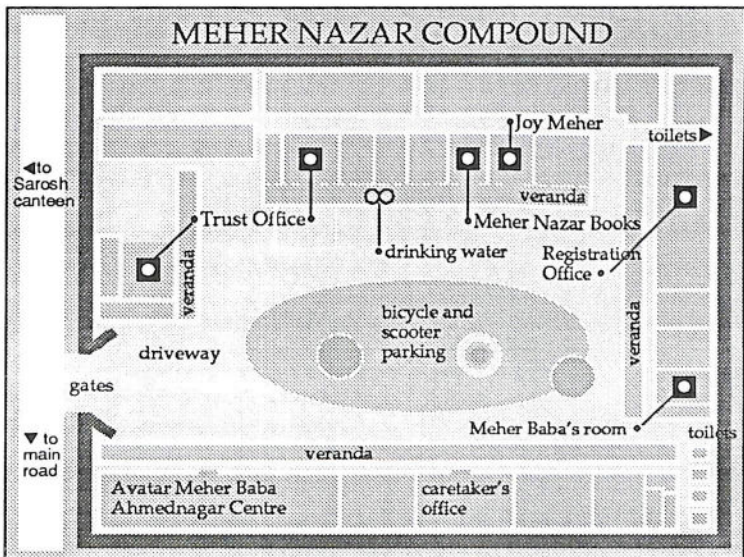 MEHER NAZAR COMPOUND
Joy Meher
toilets
to
Sarosh
canteen
veranda
Trust Office
Meher Nazar Books
drinking water
Registration
Office
veranda
bicycle and
scooter
parking
veranda
driveway
gates
Meher Baba's room
toilets
to
main
road
veranda
Avatar Meher Baba
Ahmednagar Centre
caretaker's
office